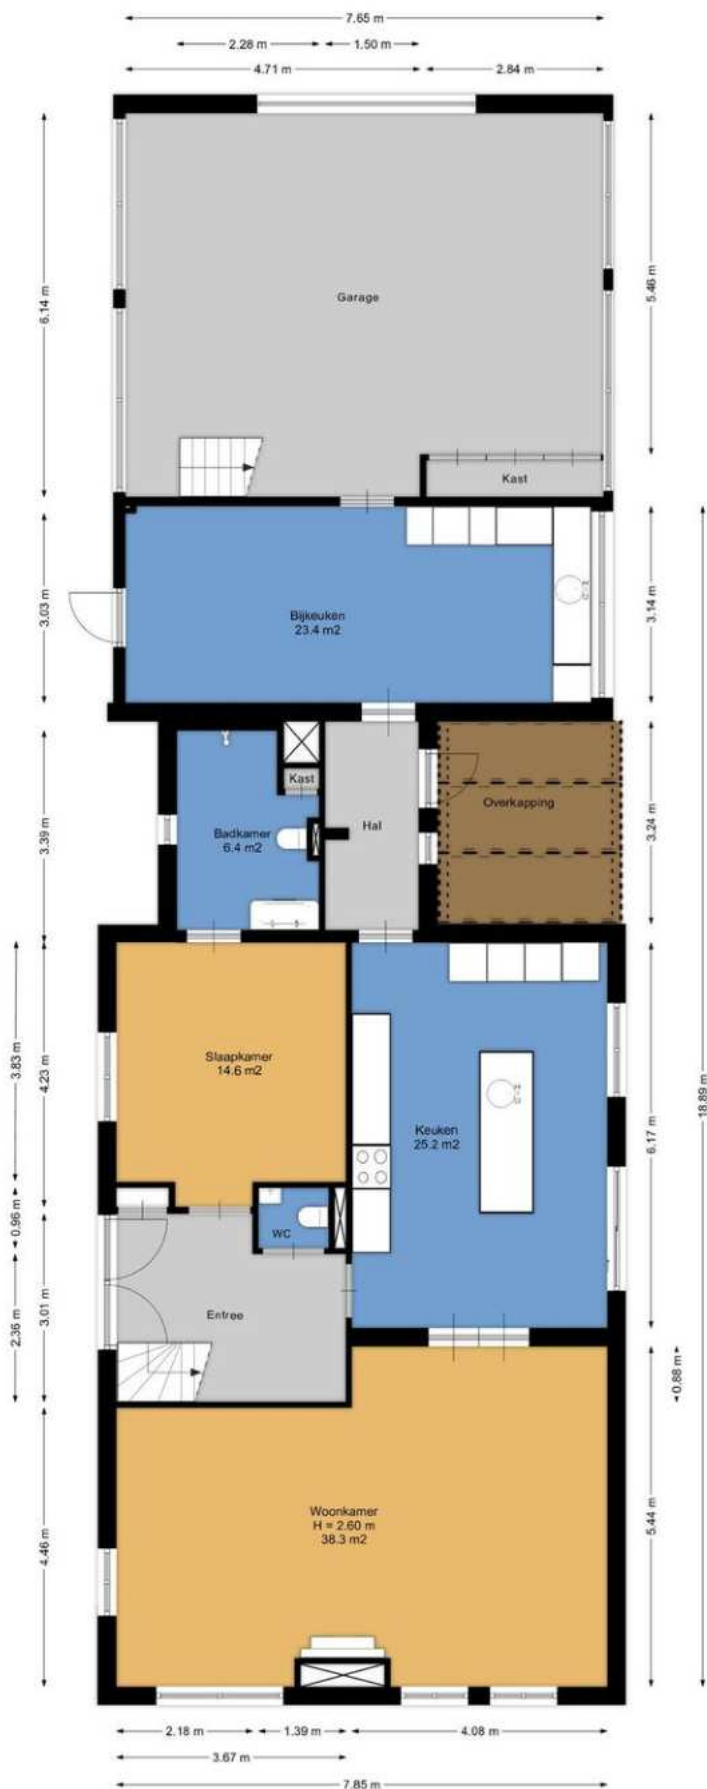 7.65 m
2.28 m
1.50 m
4.71 m
2.84 m
6.14 m
5.46 m
Garage
Kast
3.03 m
3.14 m
Bijkeuken
23.4 m2
3.39 m
Kast
Badkamer
6.4 m2
Hal
Overkapping
3.24 m
3.83 m
4.23 m
Slaapkamer
14.6 m2
Keuken
25.2 m2
6.17 m
18.89 m
0.96 m
WC
2.36 m
3.01 m
Entree
0.88 m
4.46 m
Woonkamer
H = 2.60 m
38.3 m2
5.44 m
2.18 m
1.39 m
4.08 m
3.67 m
7.85 m